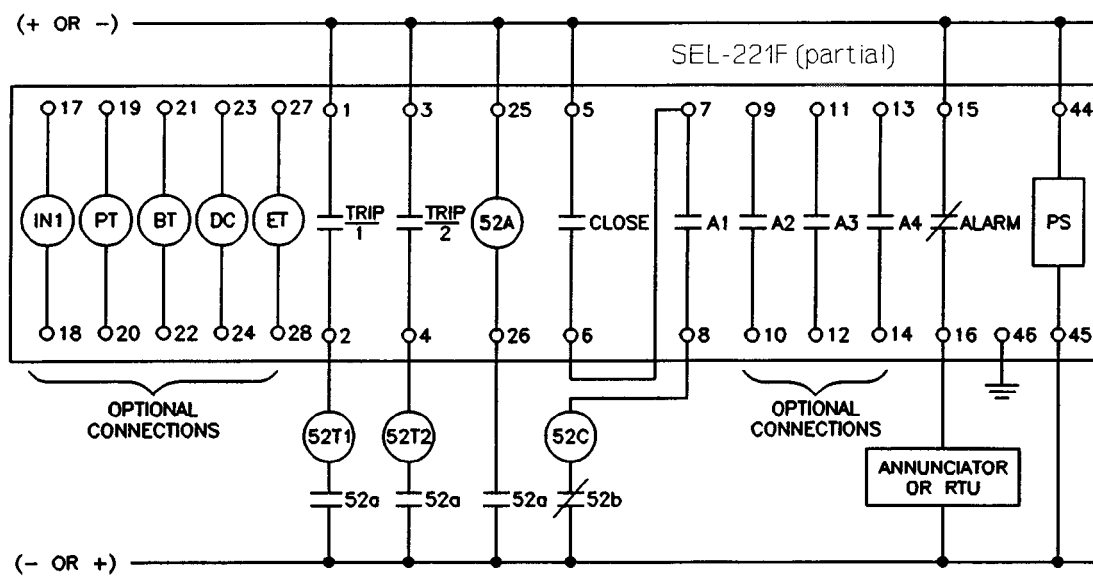 (+ OR -)
SEL-221F (partial)
17 19 21 23 27 1 3 25 5 7 9 11 13 15 44
IN1 PT BT DC ET TRIP 1 TRIP 2 52A CLOSE A1 A2 A3 A4 ALARM PS
18 20 22 24 28 2 4 26 6 8 10 12 14 16 46 45
OPTIONAL
CONNECTIONS
OPTIONAL
CONNECTIONS
52T1 52T2 52C
ANNUNCIATOR
OR RTU
52a 52a 52a 52b
(- OR +)